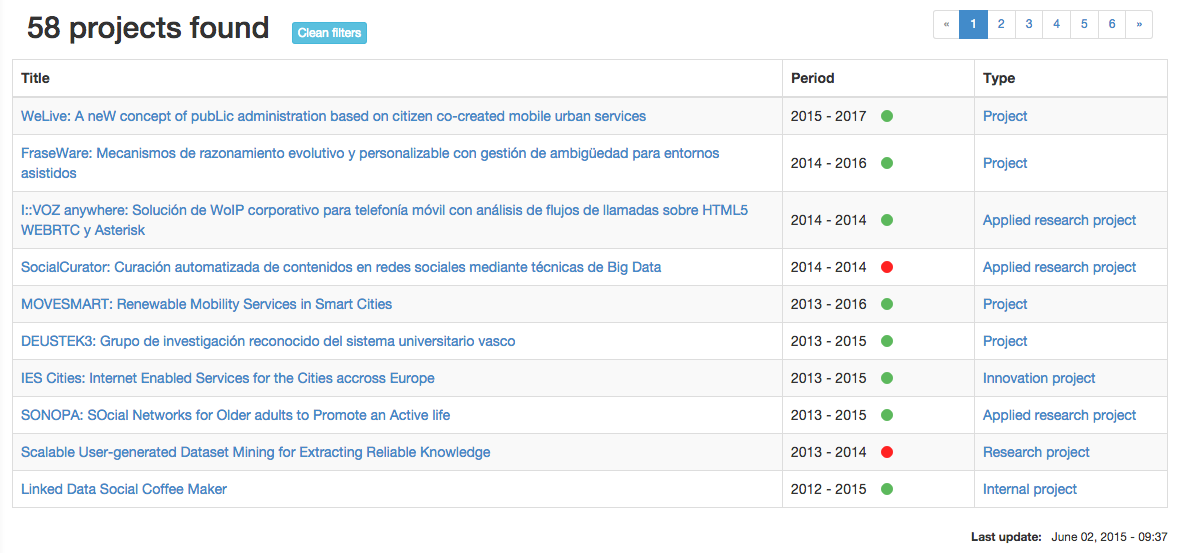 58 projects found Clean filters « 1 2 3 4 5 6 »
Title Period Type
WeLive: A neW concept of pubLic administration based on citizen co-created mobile urban services 2015 - 2017 Project
FraseWare: Mecanismos de razonamiento evolutivo y personalizable con gestión de ambigüedad para entornos
asistidos 2014 - 2016 Project
I::VOZ anywhere: Solución de WoIP corporativo para telefonía móvil con análisis de flujos de llamadas sobre HTML5
WEBRTC y Asterisk 2014 - 2014 Applied research project
SocialCurator: Curación automatizada de contenidos en redes sociales mediante técnicas de Big Data 2014 - 2014 Applied research project
MOVESMART: Renewable Mobility Services in Smart Cities 2013 - 2016 Project
DEUSTEK3: Grupo de investigación reconocido del sistema universitario vasco 2013 - 2015 Project
IES Cities: Internet Enabled Services for the Cities accross Europe 2013 - 2015 Innovation project
SONOPA: SOcial Networks for Older adults to Promote an Active life 2013 - 2015 Applied research project
Scalable User-generated Dataset Mining for Extracting Reliable Knowledge 2013 - 2014 Research project
Linked Data Social Coffee Maker 2012 - 2015 Internal project
Last update: June 02, 2015 - 09:37